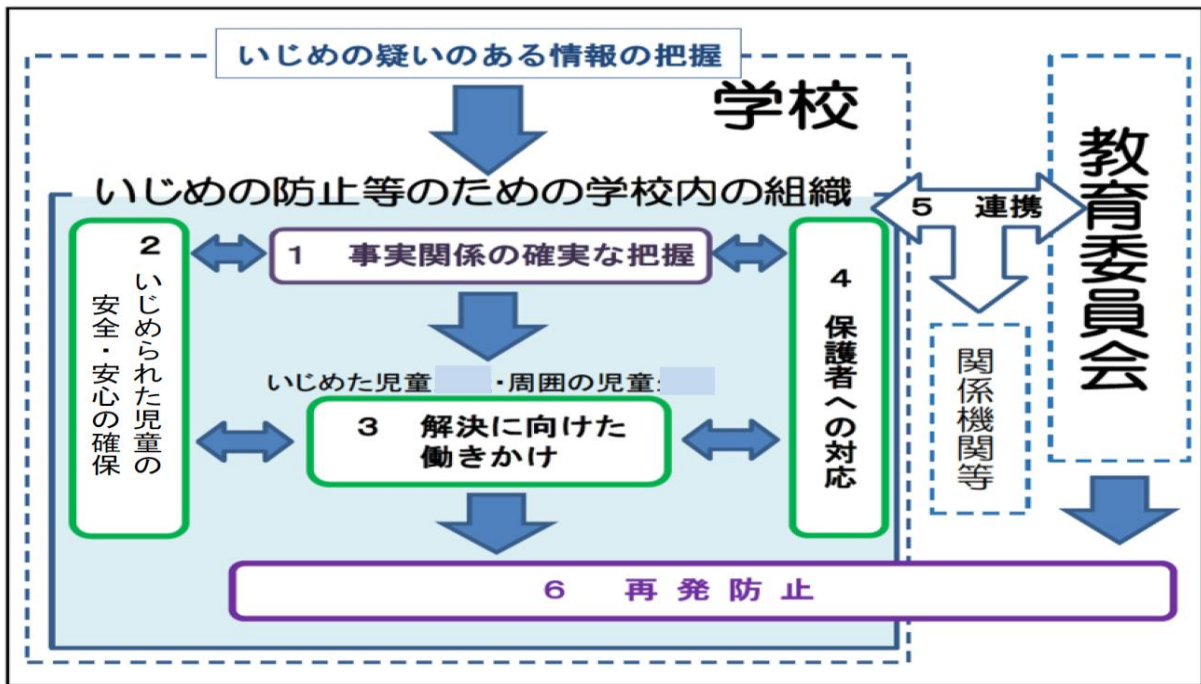 いじめの疑いのある情報の把握
学校
いじめの防止等のための学校内の組織
教育委員会
5 連携
1 事実関係の確実な把握
2 いじめられた児童の
安全・安心の確保
4 保護者への対応
関係機関等
いじめた児童 ・周囲の児童
3 解決に向けた
働きかけ
6 再発防止